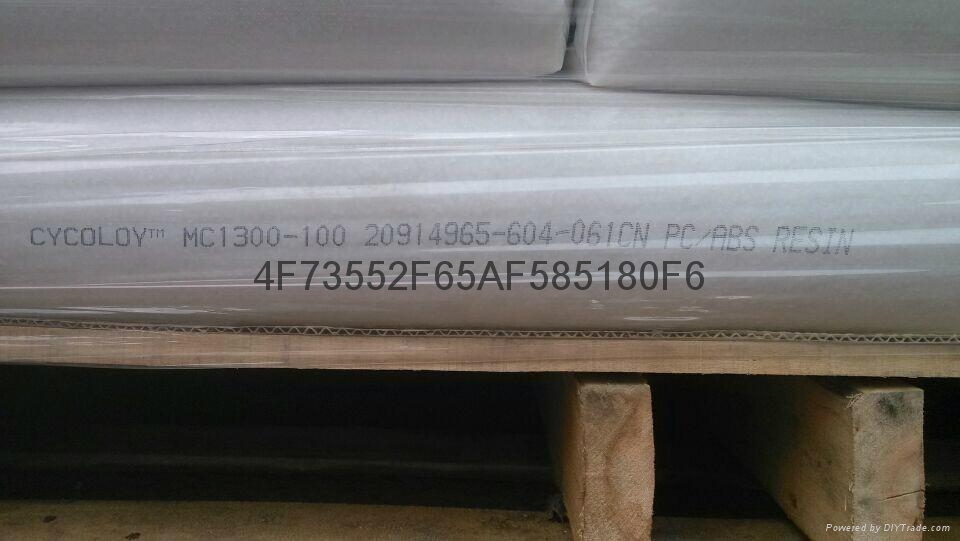 CYCOLOY™ MC1300-100 20914965-604-061CN PC/ABS RESIN
4F73552F65AF585180F6
Powered by DIYTrade.com